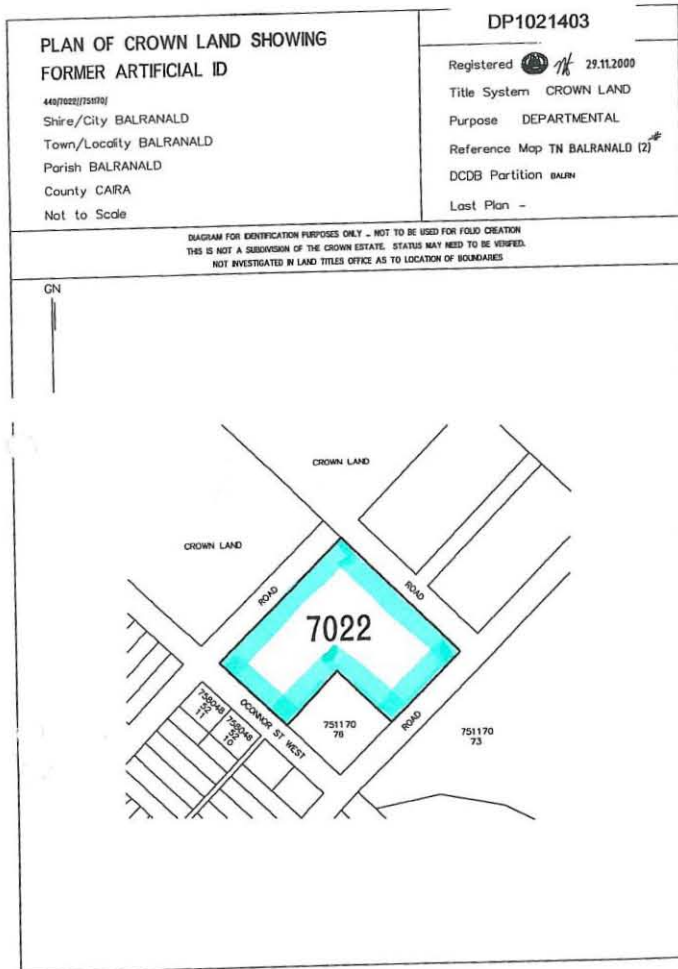 PLAN OF CROWN LAND SHOWING
FORMER ARTIFICIAL ID
440/7022//751170/
Shire/City BALRANALD
Town/Locality BALRANALD
Parish BALRANALD
County CAIRA
Not to Scale
DP1021403
Registered 29.11.2000
Title System CROWN LAND
Purpose DEPARTMENTAL
Reference Map TN BALRANALD (2)
DCDB Partition BALRN
Last Plan -
DIAGRAM FOR IDENTIFICATION PURPOSES ONLY - NOT TO BE USED FOR FOLIO CREATION
THIS IS NOT A SUBDIVISION OF THE CROWN ESTATE. STATUS MAY NEED TO BE VERIFIED.
NOT INVESTIGATED IN LAND TITLES OFFICE AS TO LOCATION OF BOUNDARIES
GN
CROWN LAND
CROWN LAND
ROAD
ROAD
7022
758048
52
11
758048
52
10
OCONNOR ST WEST
751170
76
ROAD
751170
73